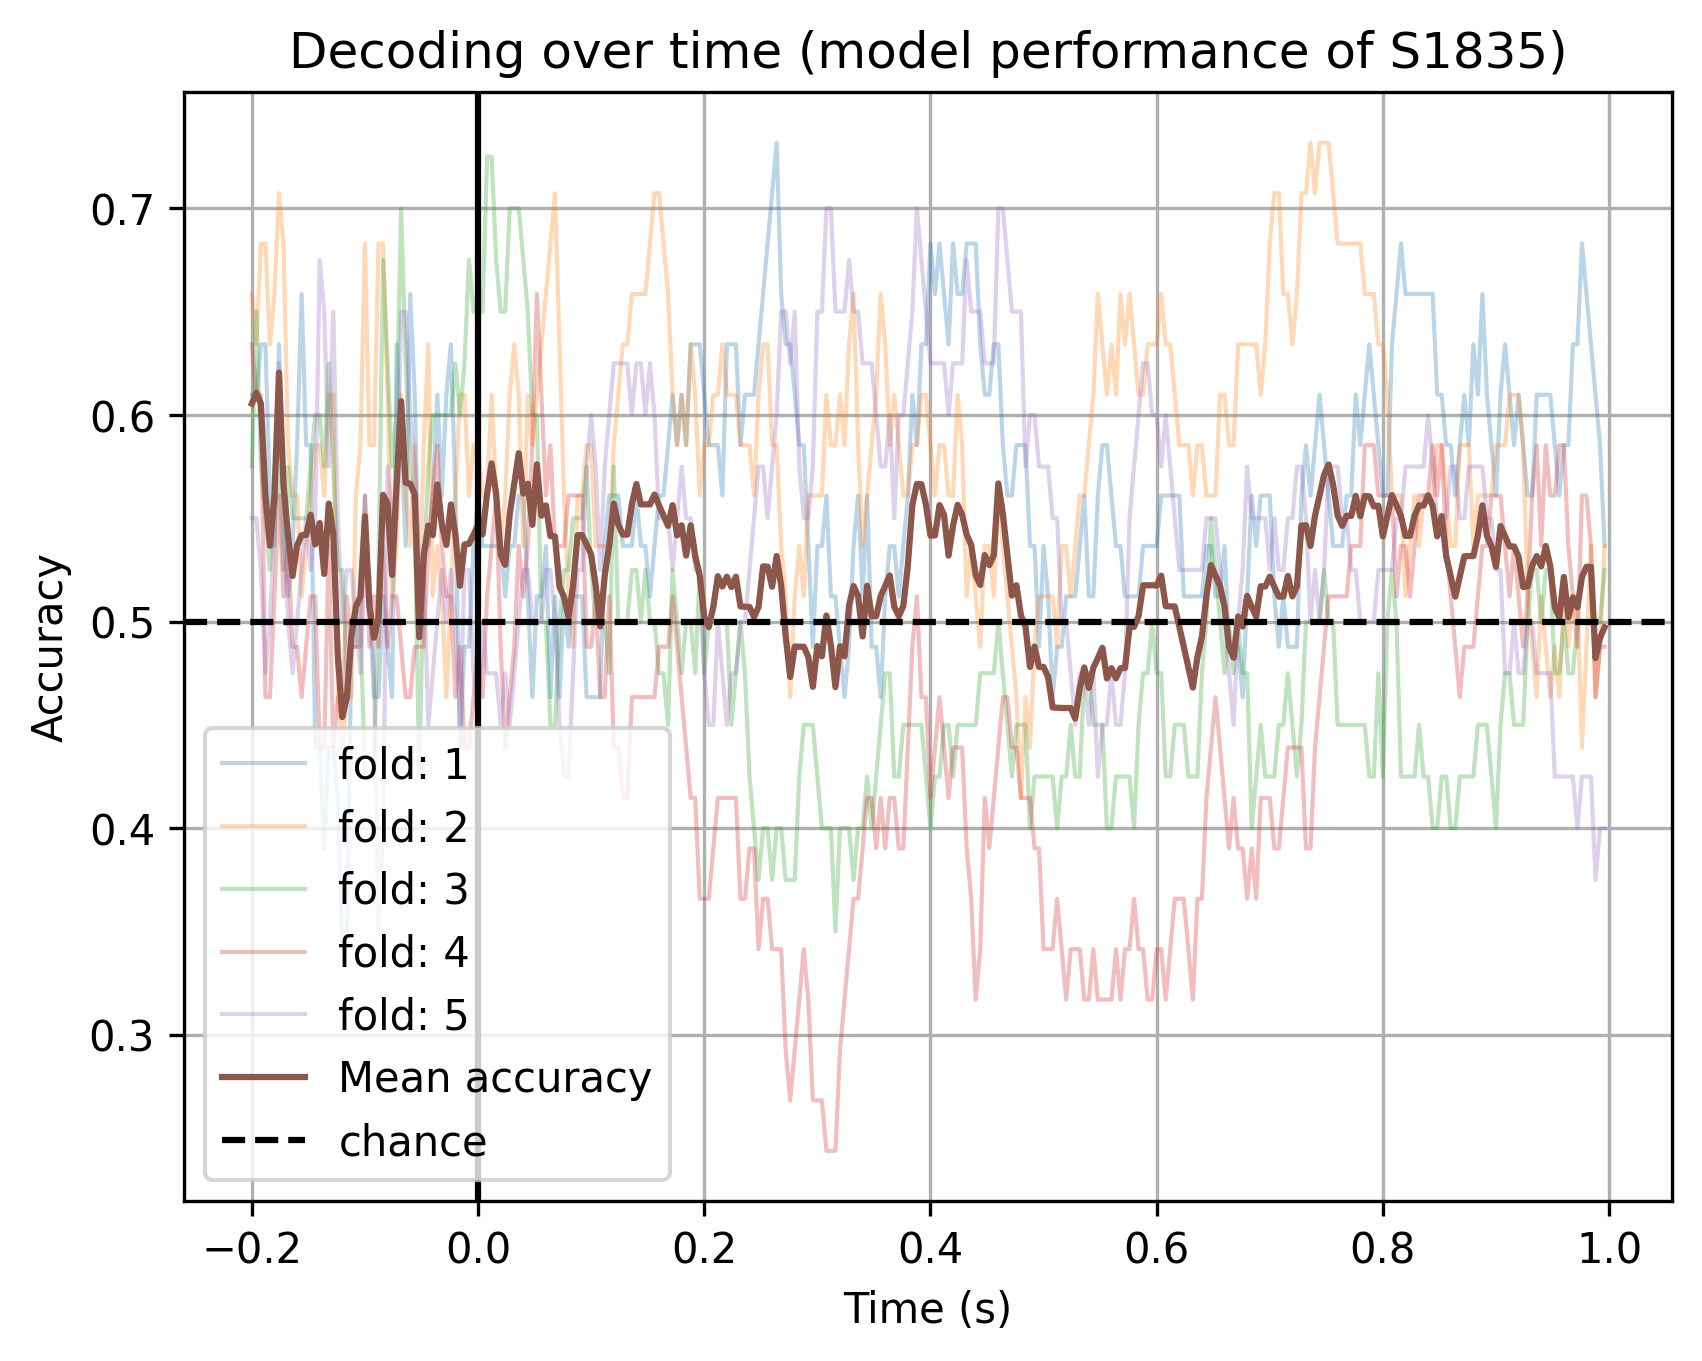 Decoding over time (model performance of S1835)
Accuracy
0.7
0.6
0.5
0.4
0.3
fold: 1
fold: 2
fold: 3
fold: 4
fold: 5
Mean accuracy
chance
−0.2 0.0 0.2 0.4 0.6 0.8 1.0
Time (s)